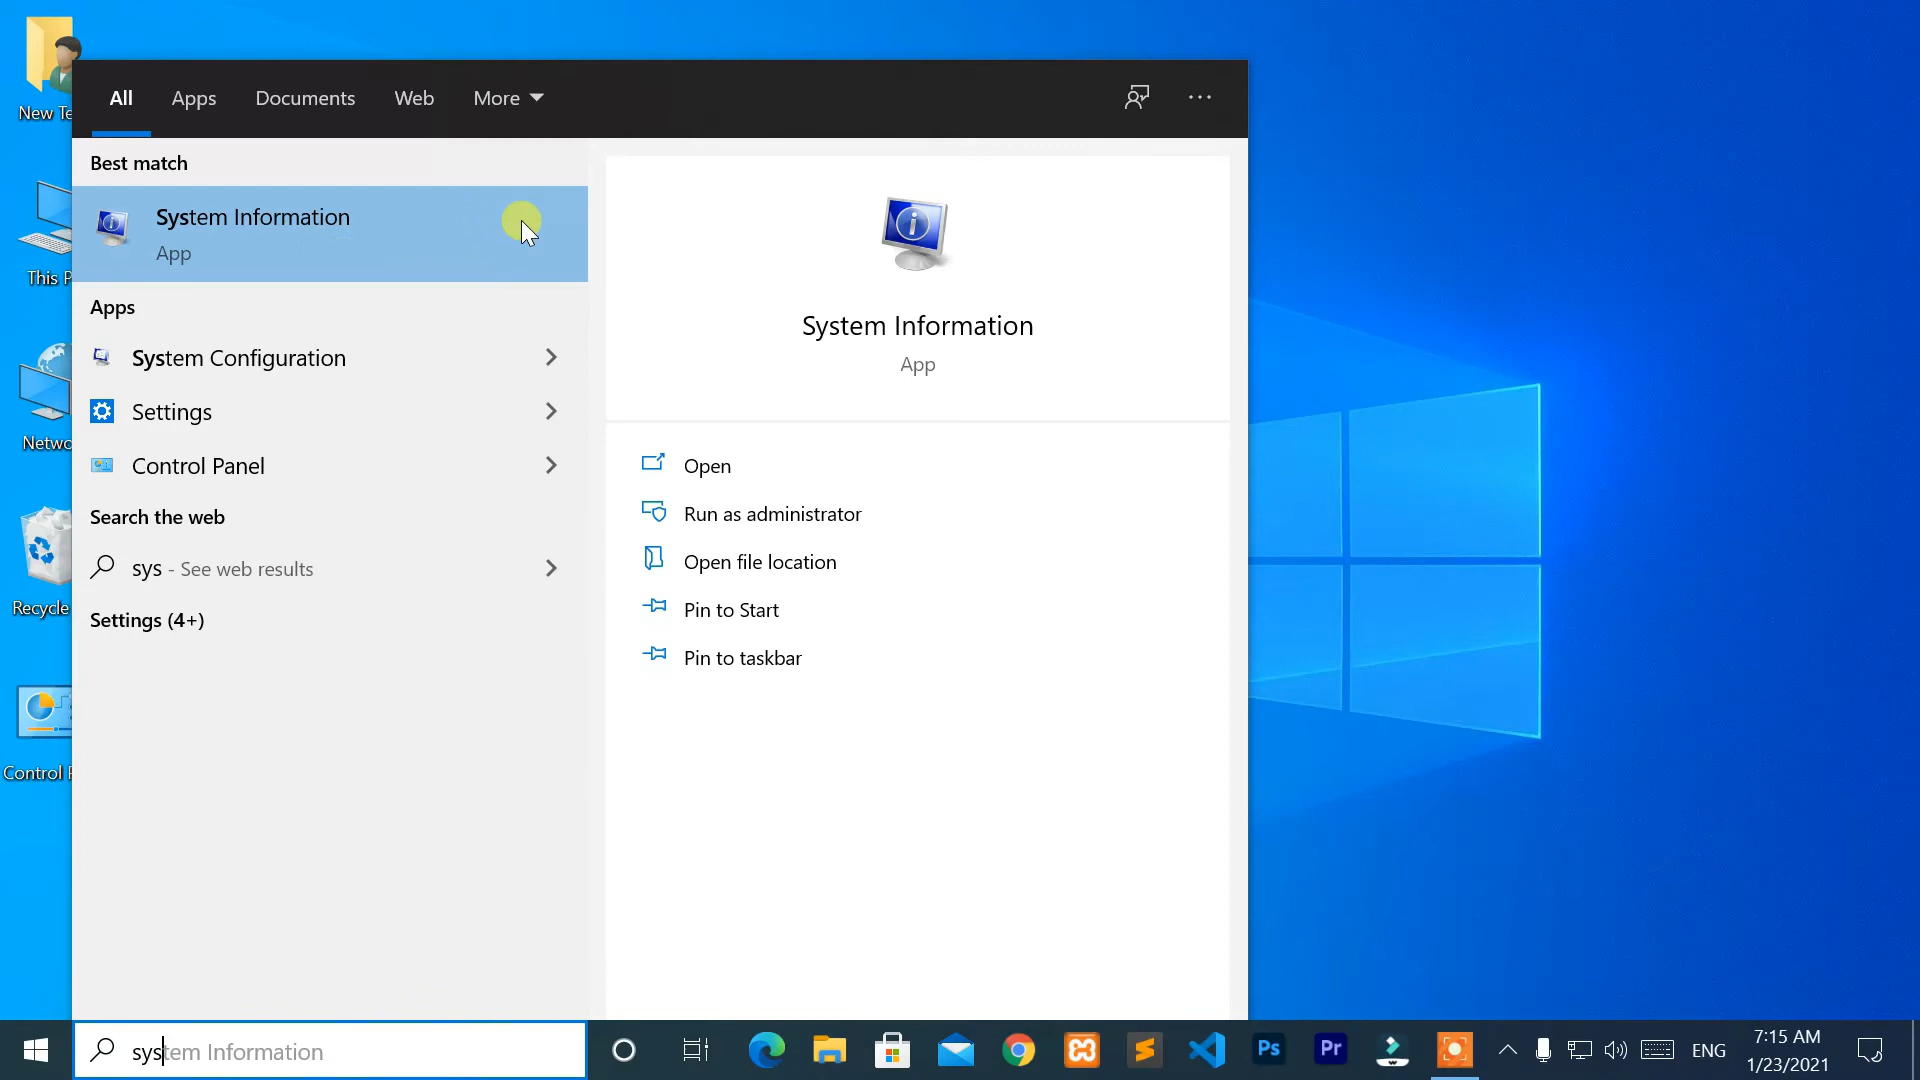 New Te
This P
Netwo
Recycle
Control P
All Apps Documents Web More
Best match
System Information
App
Apps
System Configuration
Settings
Control Panel
Search the web
sys - See web results
Settings (4+)
System Information
App
Open
Run as administrator
Open file location
Pin to Start
Pin to taskbar
system Information
Ps
Pr
ENG
7:15 AM
1/23/2021